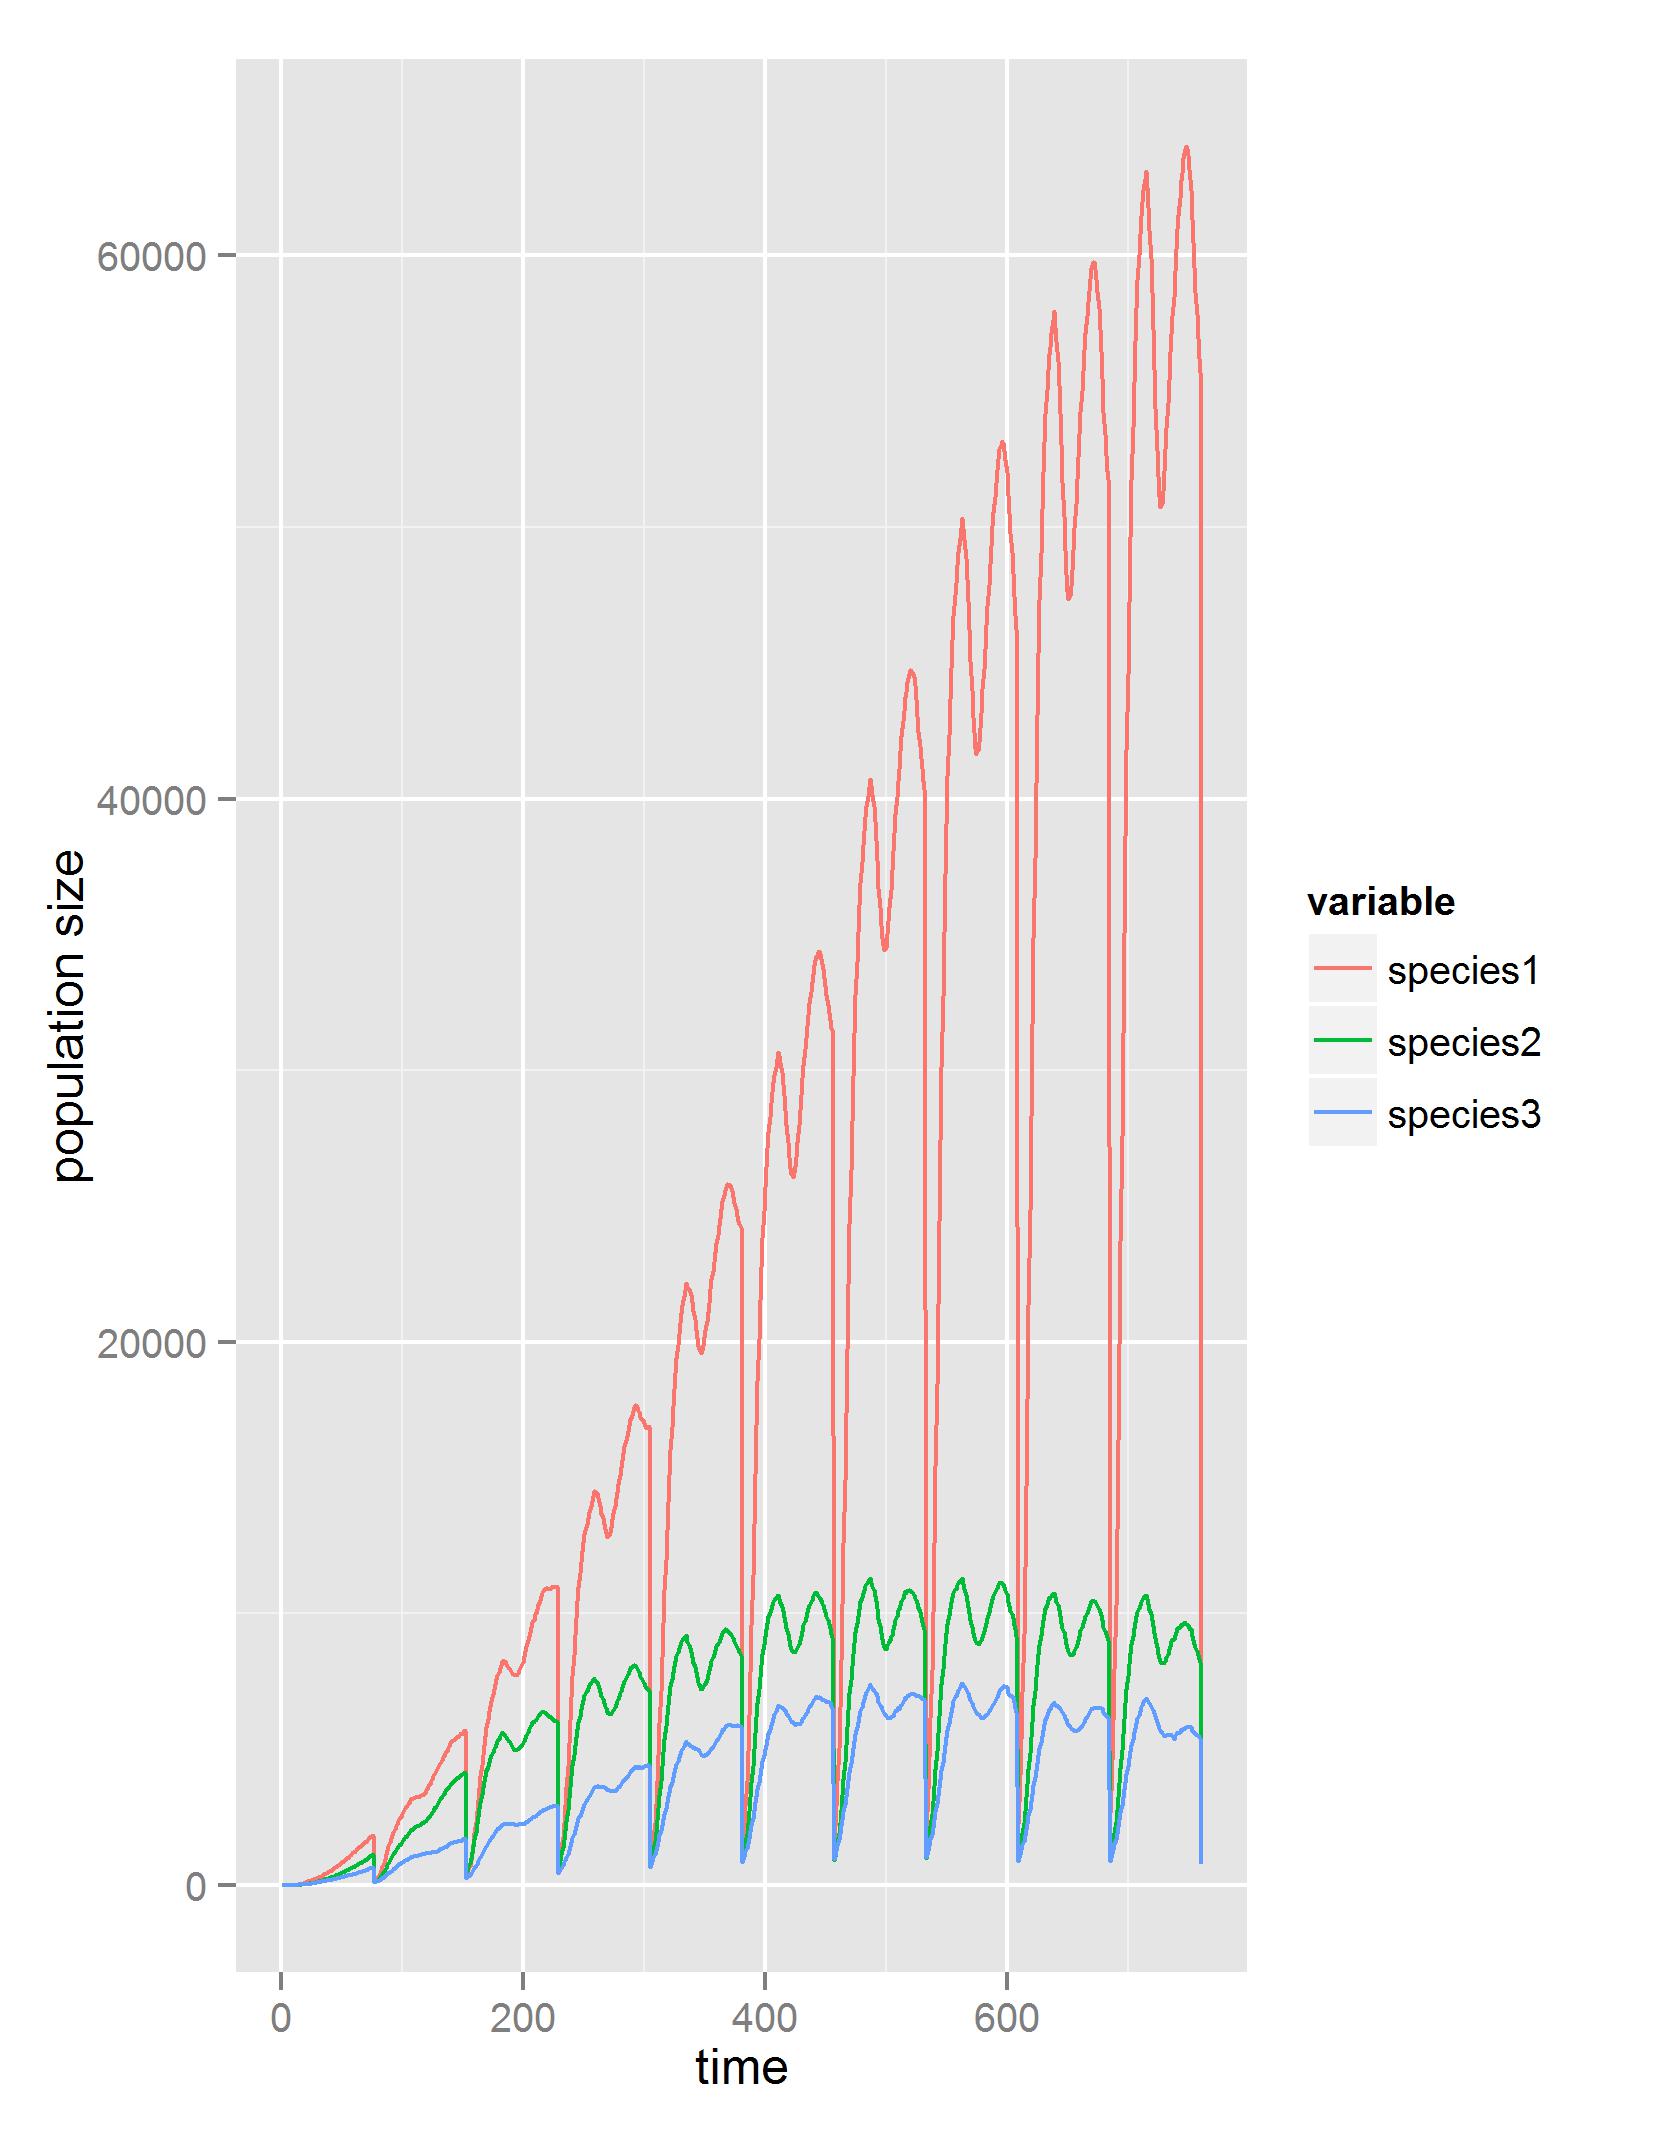 population size
60000
40000
20000
0
0 200 400 600
time
variable
species1
species2
species3